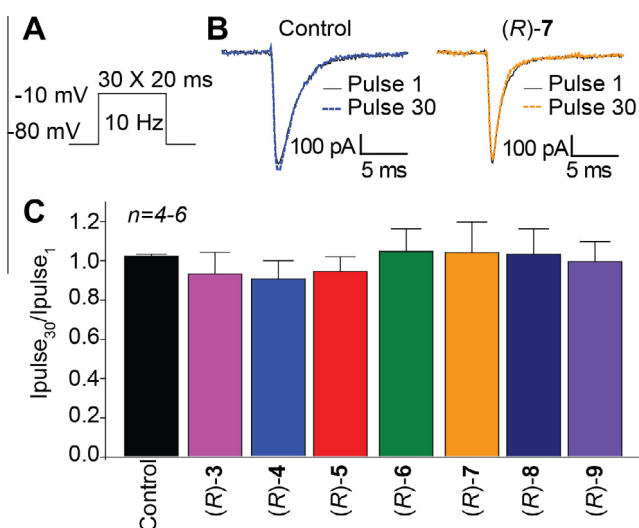 A
30 X 20 ms
-10 mV
10 Hz
-80 mV
B
Control
Pulse 1
Pulse 30
100 pA
5 ms
(R)-7
Pulse 1
Pulse 30
100 pA
5 ms
C
n=4-6
Ipulse₃₀/Ipulse₁
1.2
1.0
0.8
0.6
0.4
0.2
0.0
Control
(R)-3
(R)-4
(R)-5
(R)-6
(R)-7
(R)-8
(R)-9